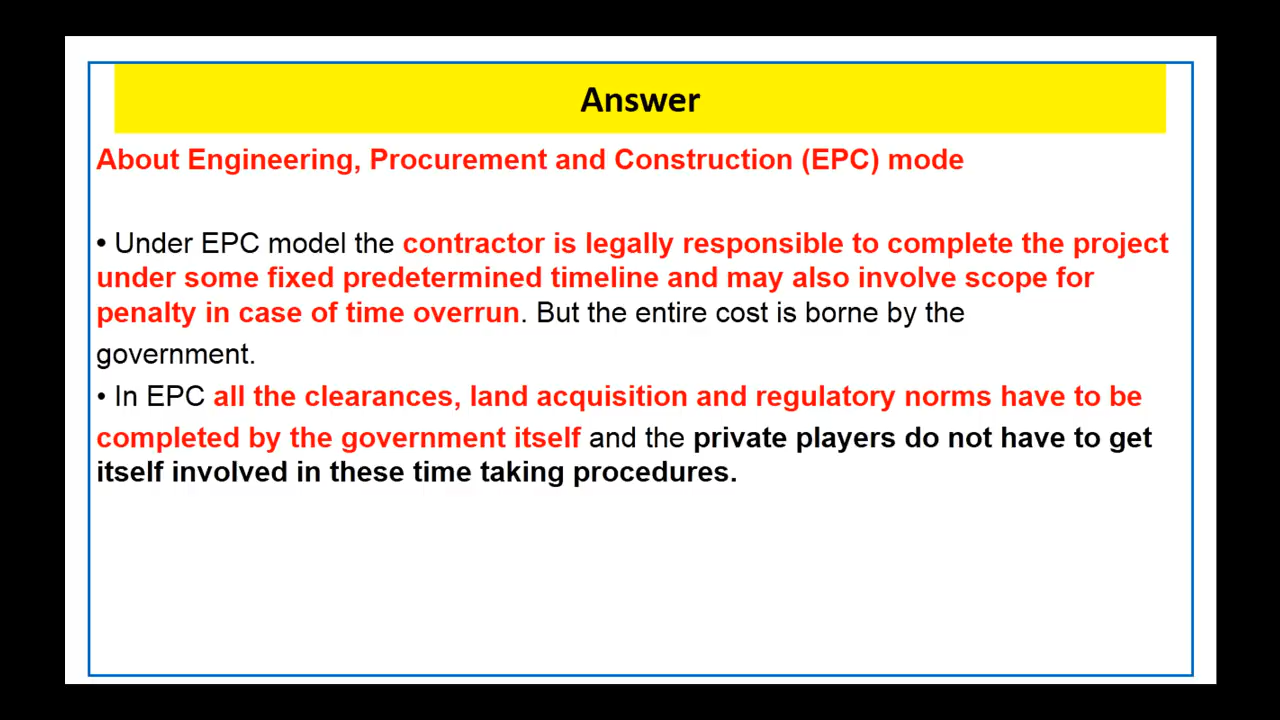 Answer
About Engineering, Procurement and Construction (EPC) mode
• Under EPC model the contractor is legally responsible to complete the project
under some fixed predetermined timeline and may also involve scope for
penalty in case of time overrun. But the entire cost is borne by the
government.
• In EPC all the clearances, land acquisition and regulatory norms have to be
completed by the government itself and the private players do not have to get
itself involved in these time taking procedures.